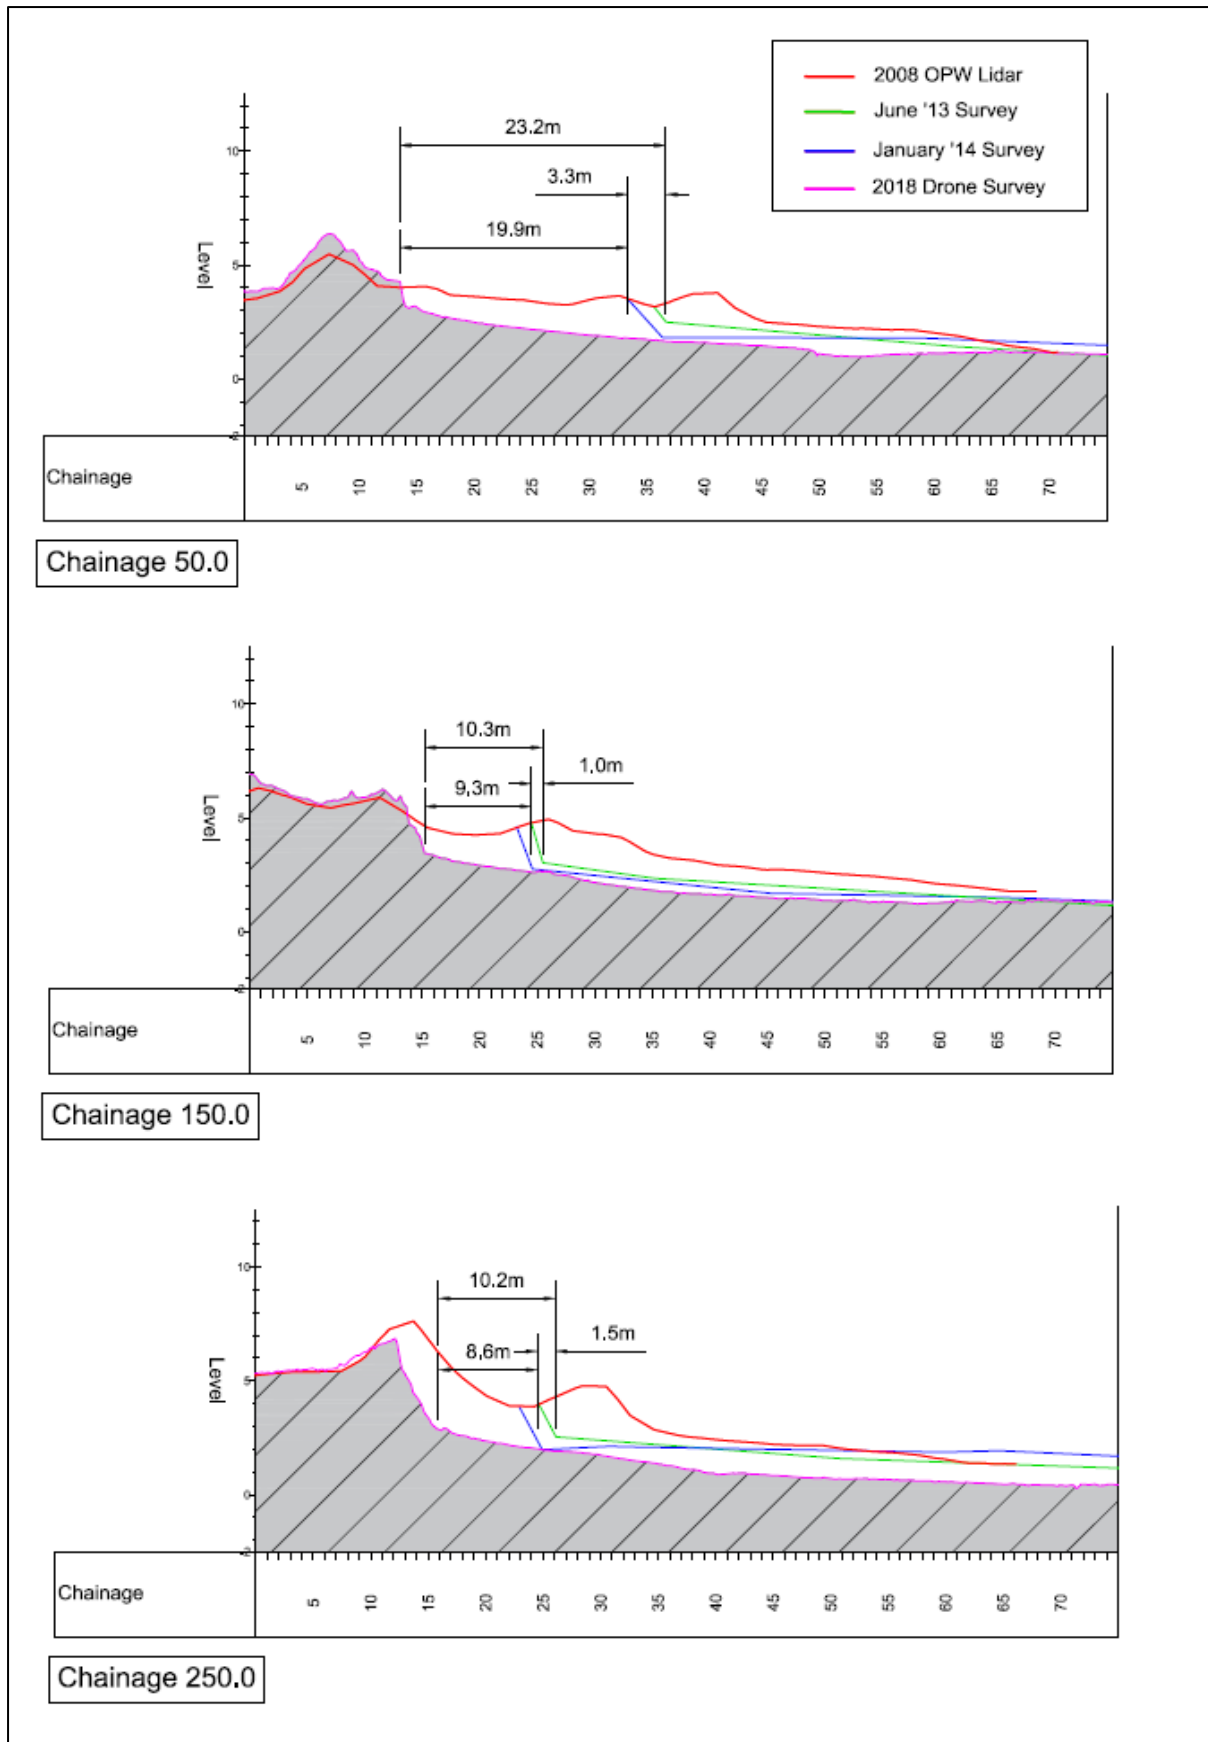 2008 OPW Lidar
June '13 Survey
January '14 Survey
2018 Drone Survey
23.2m
3.3m
19.9m
Level
10
5
0
-2
Chainage
5 10 15 20 25 30 35 40 45 50 55 60 65 70
Chainage 50.0
10.3m
1.0m
9.3m
Level
10
5
0
-2
Chainage
5 10 15 20 25 30 35 40 45 50 55 60 65 70
Chainage 150.0
10.2m
1.5m
8.6m
Level
10
5
0
-2
Chainage
5 10 15 20 25 30 35 40 45 50 55 60 65 70
Chainage 250.0